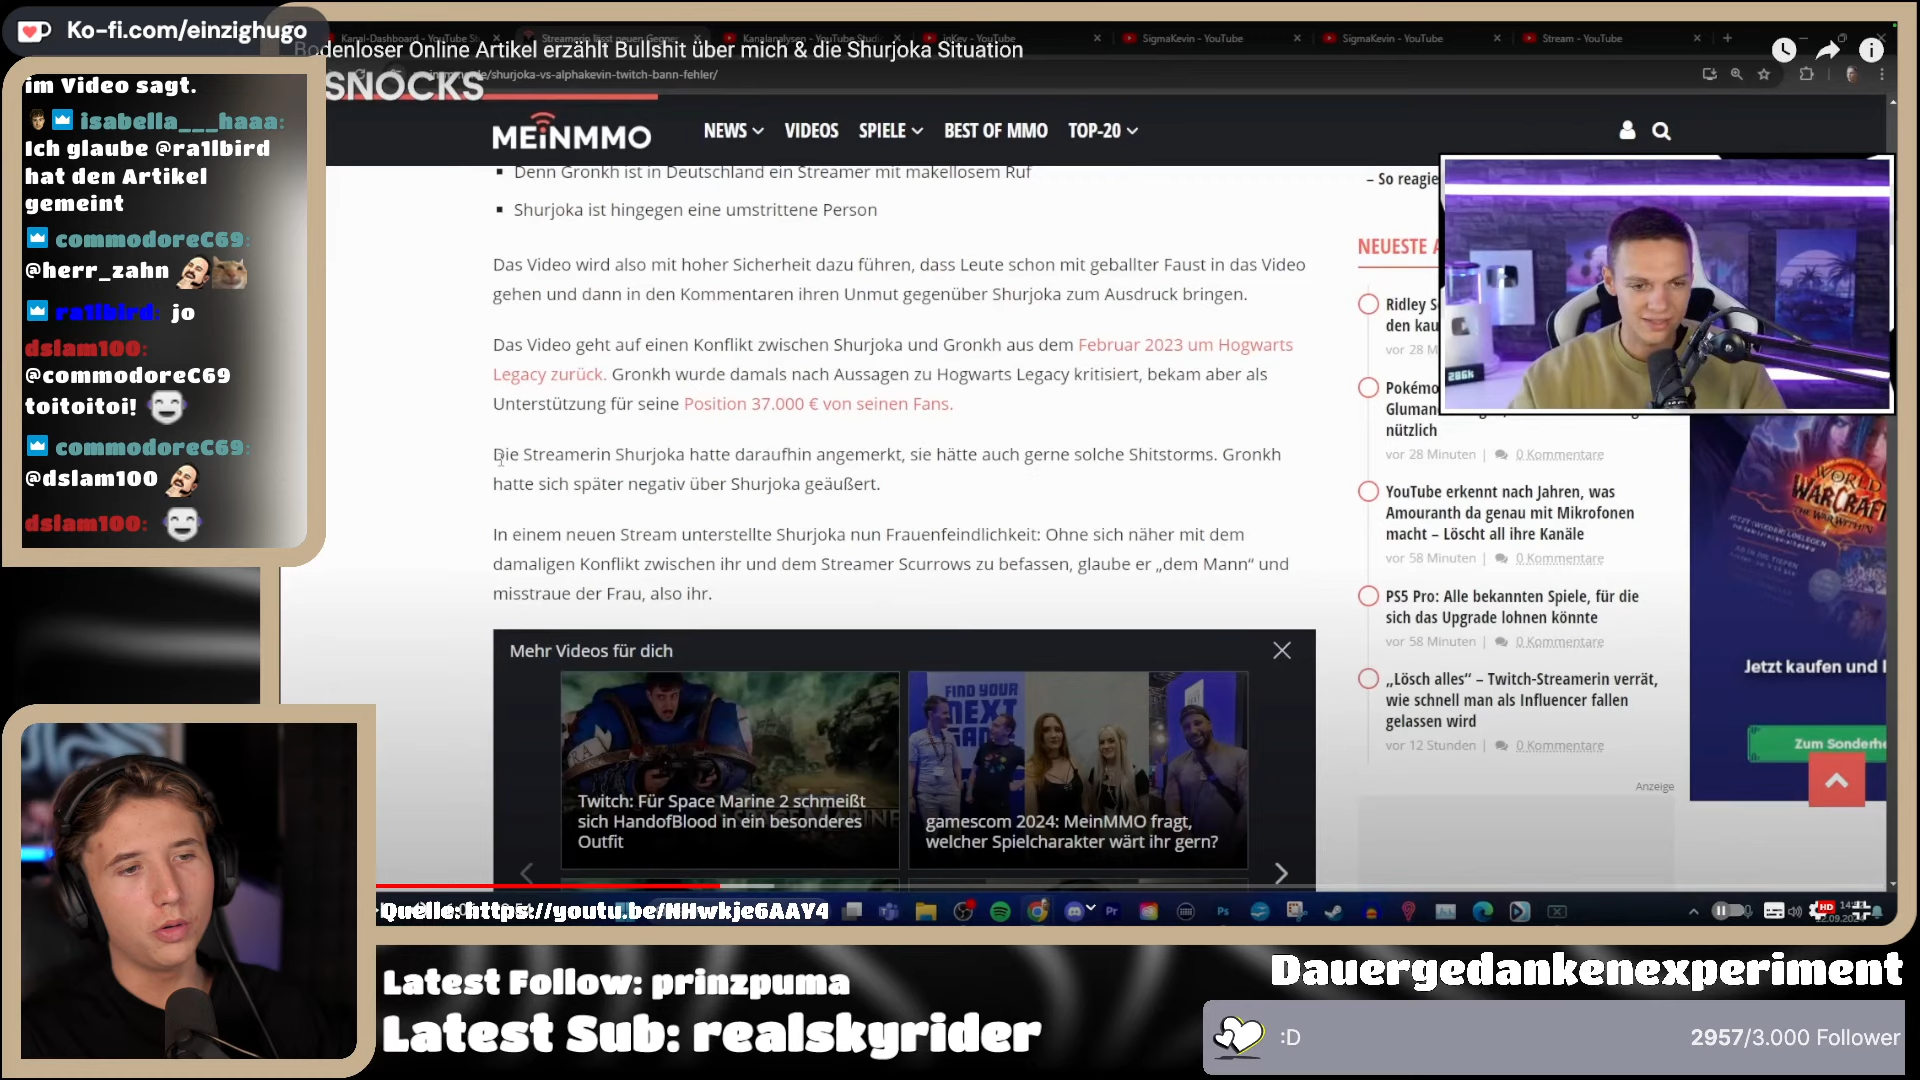 Ko-fi.com/einzighugo
Bodenloser Online Artikel erzählt Bullshit über mich & die Shurjoka Situation
SigmaKevin - YouTube
SigmaKevin - YouTube
Stream - YouTube
/shurjoka-vs-alphakevin-twitch-bann-fehler/
SNOCKS
MEiNMMO
NEWS
VIDEOS
SPIELE
BEST OF MMO
TOP-20
im Video sagt.
isabella___haaa:
Ich glaube @ra1lbird
hat den Artikel
gemeint
commodoreC69:
@herr_zahn
ra1lbird: jo
dslam100:
@commodoreC69
toitoitoi!
commodoreC69:
@dslam100
dslam100:
Denn Gronkh ist in Deutschland ein Streamer mit makellosem Ruf
Shurjoka ist hingegen eine umstrittene Person
Das Video wird also mit hoher Sicherheit dazu führen, dass Leute schon mit geballter Faust in das Video
gehen und dann in den Kommentaren ihren Unmut gegenüber Shurjoka zum Ausdruck bringen.
Das Video geht auf einen Konflikt zwischen Shurjoka und Gronkh aus dem Februar 2023 um Hogwarts
Legacy zurück. Gronkh wurde damals nach Aussagen zu Hogwarts Legacy kritisiert, bekam aber als
Unterstützung für seine Position 37.000 € von seinen Fans.
Die Streamerin Shurjoka hatte daraufhin angemerkt, sie hätte auch gerne solche Shitstorms. Gronkh
hatte sich später negativ über Shurjoka geäußert.
In einem neuen Stream unterstellte Shurjoka nun Frauenfeindlichkeit: Ohne sich näher mit dem
damaligen Konflikt zwischen ihr und dem Streamer Scurrows zu befassen, glaube er „dem Mann“ und
misstraue der Frau, also ihr.
Mehr Videos für dich
FIND YOUR
NEXT
GAME
Twitch: Für Space Marine 2 schmeißt
sich HandofBlood in ein besonderes
Outfit
gamescom 2024: MeinMMO fragt,
welcher Spielcharakter wärt ihr gern?
– So reagie
NEUESTE A
Ridley S
den kau
vor 28 M
Pokémo
Gluman
nützlich
vor 28 Minuten | 0 Kommentare
YouTube erkennt nach Jahren, was
Amouranth da genau mit Mikrofonen
macht – Löscht all ihre Kanäle
vor 58 Minuten | 0 Kommentare
PS5 Pro: Alle bekannten Spiele, für die
sich das Upgrade lohnen könnte
vor 58 Minuten | 0 Kommentare
„Lösch alles“ – Twitch-Streamerin verrät,
wie schnell man als Influencer fallen
gelassen wird
vor 12 Stunden | 0 Kommentare
Anzeige
286k
WORLD
WARCRAFT
THE WAR WITHIN
Jetzt kaufen und
Zum Sonderhe
Quelle: https://youtu.be/NHwkje6AAY4
Pr
Ps
HD
Latest Follow: prinzpuma
Latest Sub: realskyrider
Dauergedankenexperiment
:D
2957/3.000 Follower